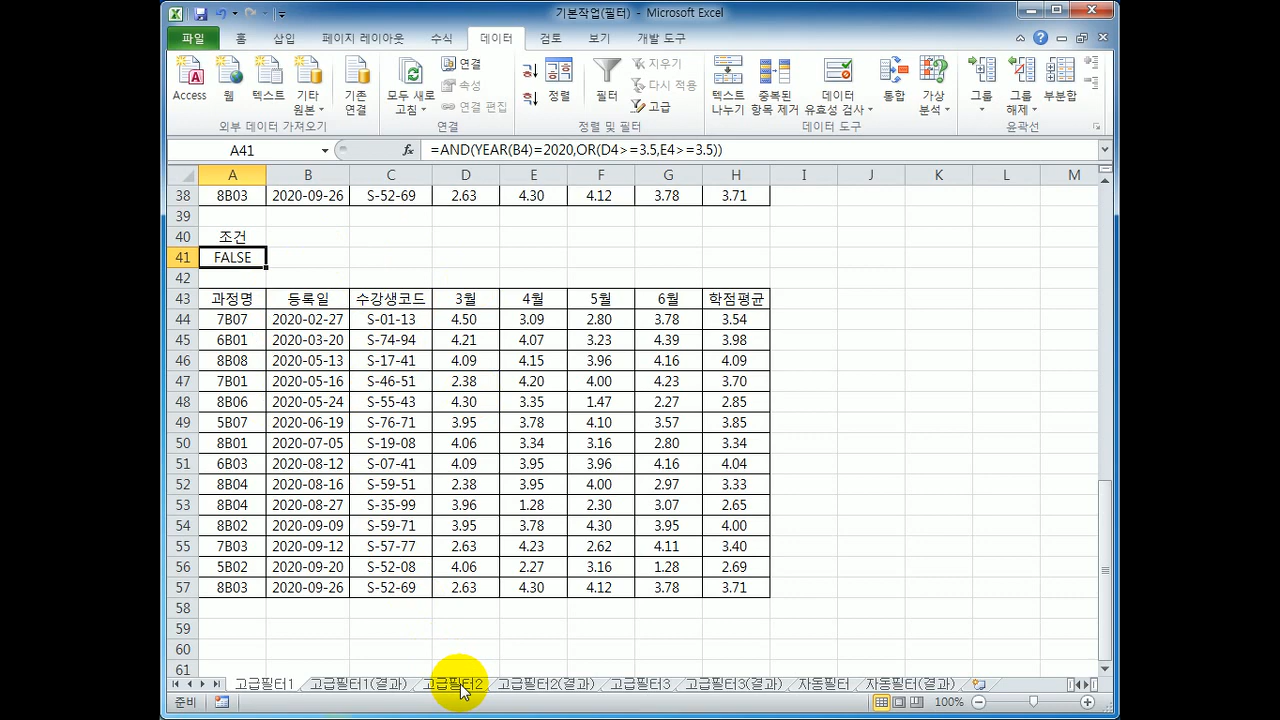 기본작업(필터) - Microsoft Excel
파일 홈 삽입 페이지 레이아웃 수식 데이터 검토 보기 개발 도구
Access 웹 텍스트 기타 원본 기존 연결 모두 새로 고침 연결 속성 연결 편집 정렬 필터 지우기 다시 적용 고급 텍스트 나누기 중복된 항목 제거 데이터 유효성 검사 통합 가상 분석 그룹 그룹 해제 부분합
외부 데이터 가져오기 연결 정렬 및 필터 데이터 도구 윤곽선
A41 fx =AND(YEAR(B4)=2020,OR(D4>=3.5,E4>=3.5))
A B C D E F G H I J K L M
38 8B03 2020-09-26 S-52-69 2.63 4.30 4.12 3.78 3.71
39
40 조건
41 FALSE
42
43 과정명 등록일 수강생코드 3월 4월 5월 6월 학점평균
44 7B07 2020-02-27 S-01-13 4.50 3.09 2.80 3.78 3.54
45 6B01 2020-03-20 S-74-94 4.21 4.07 3.23 4.39 3.98
46 8B08 2020-05-13 S-17-41 4.09 4.15 3.96 4.16 4.09
47 7B01 2020-05-16 S-46-51 2.38 4.20 4.00 4.23 3.70
48 8B06 2020-05-24 S-55-43 4.30 3.35 1.47 2.27 2.85
49 5B07 2020-06-19 S-76-71 3.95 3.78 4.10 3.57 3.85
50 8B01 2020-07-05 S-19-08 4.06 3.34 3.16 2.80 3.34
51 6B03 2020-08-12 S-07-41 4.09 3.95 3.96 4.16 4.04
52 8B04 2020-08-16 S-59-51 2.38 3.95 4.00 2.97 3.33
53 8B04 2020-08-27 S-35-99 3.96 1.28 2.30 3.07 2.65
54 8B02 2020-09-09 S-59-71 3.95 3.78 4.30 3.95 4.00
55 7B03 2020-09-12 S-57-77 2.63 4.23 2.62 4.11 3.40
56 5B02 2020-09-20 S-52-08 4.06 2.27 3.16 1.28 2.69
57 8B03 2020-09-26 S-52-69 2.63 4.30 4.12 3.78 3.71
58
59
60
61
고급필터1 고급필터1(결과) 고급필터2 고급필터2(결과) 고급필터3 고급필터3(결과) 자동필터 자동필터(결과)
준비 100%